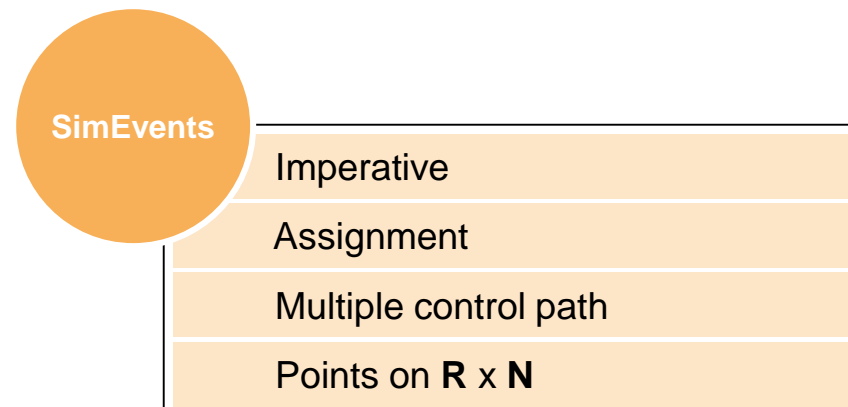 SimEvents
Imperative
Assignment
Multiple control path
Points on R x N